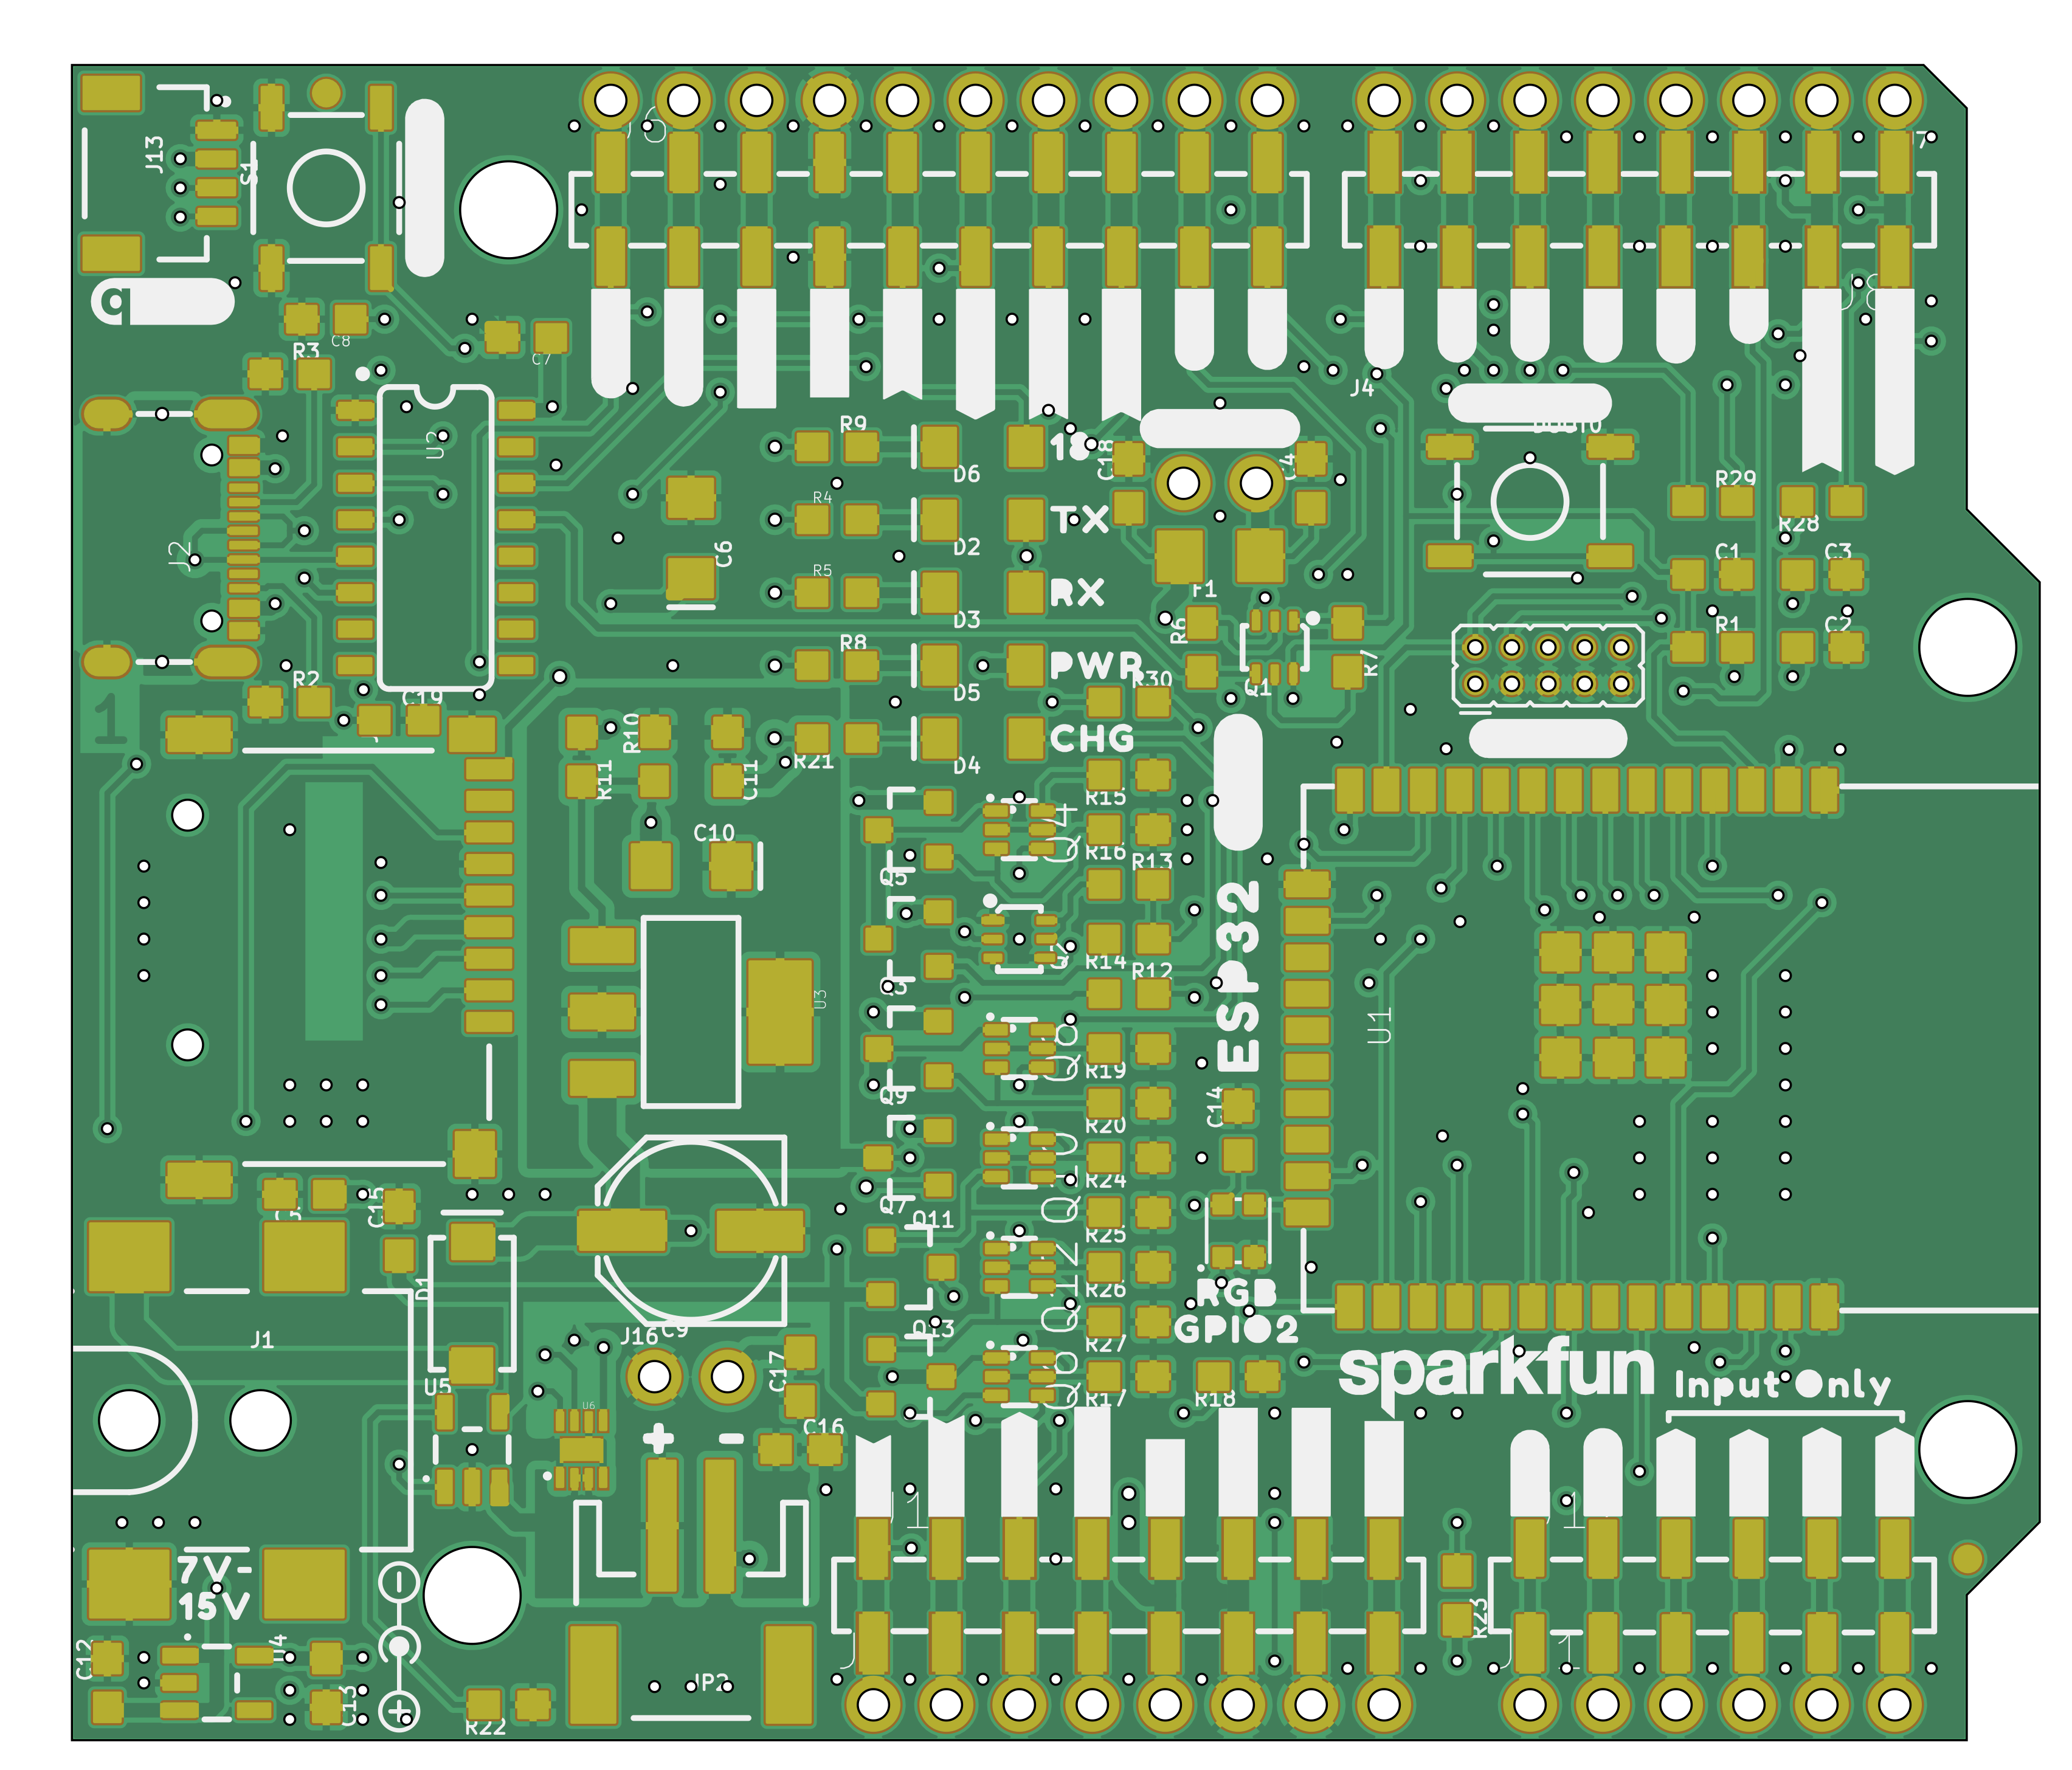 J13
S1
R3
C8
C7
U2
J2
R2
C19
1
R9
D6
18
R4
D2
TX
R5
D3
RX
R8
D5
PWR
R21
D4
CHG
C6
C18
C4
F1
R6
Q1
R7
R30
J4
R29
R28
C1
C3
R1
C2
J8
R10
R11
C11
C10
U3
Q5
Q4
R15
R16
R13
R14
R12
Q9
Q8
R19
R20
Q7
Q10
R24
R25
Q11
Q12
R26
R27
Q6
R17
R18
C14
ESP32
U1
RGB
GPIO2
sparkfun
Input Only
C15
D1
J1
C9
J16
C17
C16
U5
U6
+ -
7V-
15V
C12
U4
C13
R22
JP2
R23